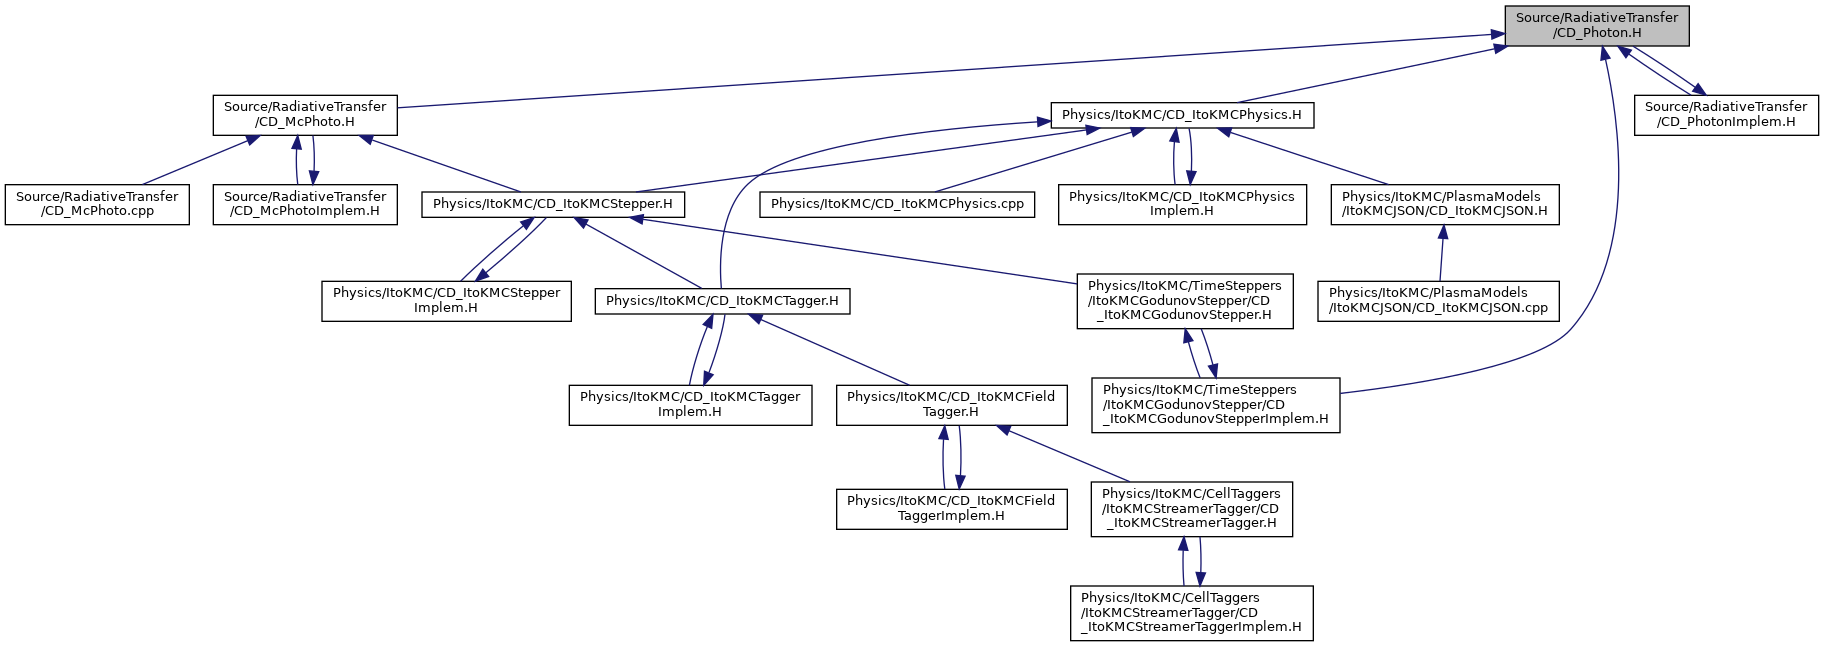 Source/RadiativeTransfer
/CD_Photon.H
Source/RadiativeTransfer
/CD_McPhoto.H
Physics/ItoKMC/CD_ItoKMCPhysics.H
Source/RadiativeTransfer
/CD_PhotonImplem.H
Source/RadiativeTransfer
/CD_McPhoto.cpp
Source/RadiativeTransfer
/CD_McPhotoImplem.H
Physics/ItoKMC/CD_ItoKMCStepper.H
Physics/ItoKMC/CD_ItoKMCPhysics.cpp
Physics/ItoKMC/CD_ItoKMCPhysics
Implem.H
Physics/ItoKMC/PlasmaModels
/ItoKMCJSON/CD_ItoKMCJSON.H
Physics/ItoKMC/CD_ItoKMCStepper
Implem.H
Physics/ItoKMC/CD_ItoKMCTagger.H
Physics/ItoKMC/TimeSteppers
/ItoKMCGodunovStepper/CD
_ItoKMCGodunovStepper.H
Physics/ItoKMC/PlasmaModels
/ItoKMCJSON/CD_ItoKMCJSON.cpp
Physics/ItoKMC/CD_ItoKMCTagger
Implem.H
Physics/ItoKMC/CD_ItoKMCField
Tagger.H
Physics/ItoKMC/TimeSteppers
/ItoKMCGodunovStepper/CD
_ItoKMCGodunovStepperImplem.H
Physics/ItoKMC/CD_ItoKMCField
TaggerImplem.H
Physics/ItoKMC/CellTaggers
/ItoKMCStreamerTagger/CD
_ItoKMCStreamerTagger.H
Physics/ItoKMC/CellTaggers
/ItoKMCStreamerTagger/CD
_ItoKMCStreamerTaggerImplem.H